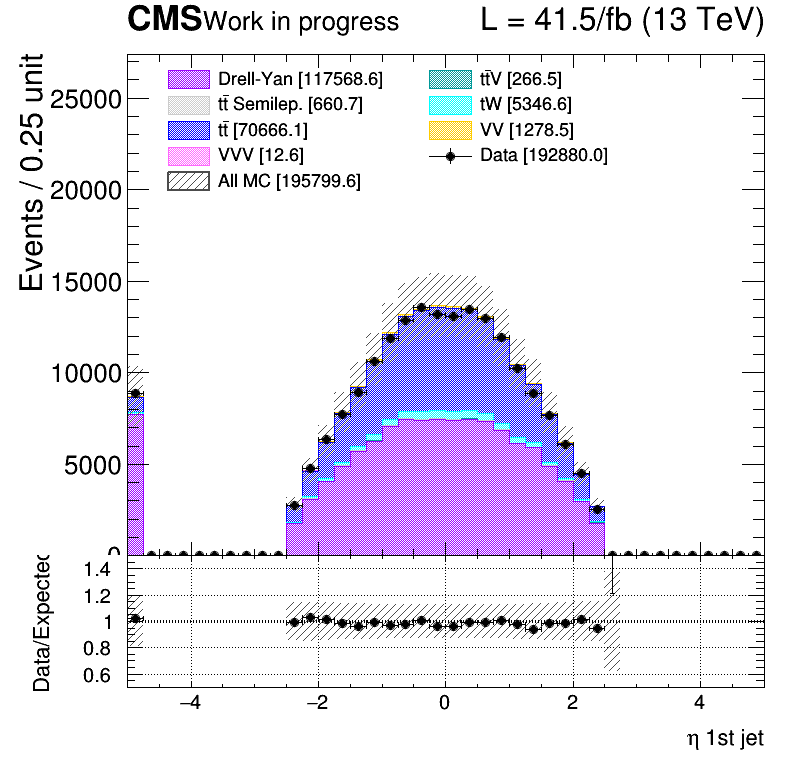 CMS Work in progress L = 41.5/fb (13 TeV)
Events / 0.25 unit
Drell-Yan [117568.6]
tt̄ Semilep. [660.7]
tt̄ [70666.1]
VVV [12.6]
All MC [195799.6]
tt̄V [266.5]
tW [5346.6]
VV [1278.5]
Data [192880.0]
25000
20000
15000
10000
5000
0
Data/Expected
1.4
1.2
1
0.8
0.6
−4 −2 0 2 4
η 1st jet